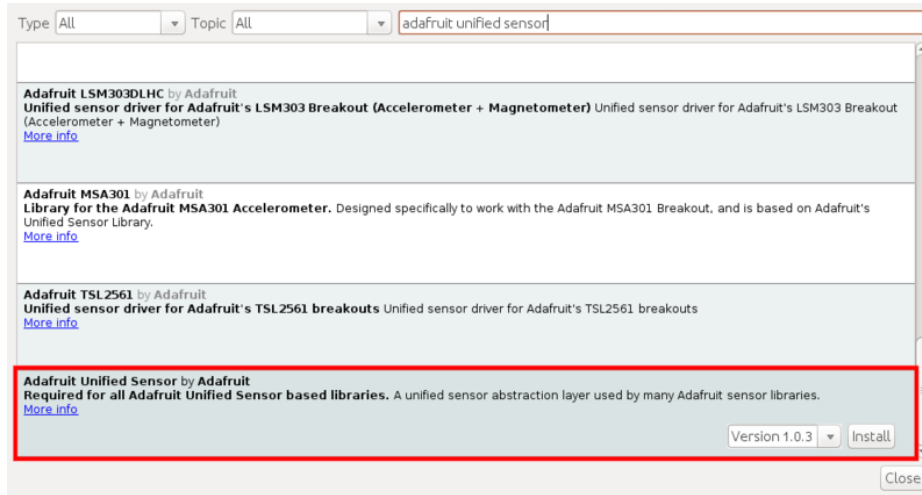 Type All Topic All adafruit unified sensor
Adafruit LSM303DLHC by Adafruit
Unified sensor driver for Adafruit's LSM303 Breakout (Accelerometer + Magnetometer) Unified sensor driver for Adafruit's LSM303 Breakout
(Accelerometer + Magnetometer)
More info
Adafruit MSA301 by Adafruit
Library for the Adafruit MSA301 Accelerometer. Designed specifically to work with the Adafruit MSA301 Breakout, and is based on Adafruit's
Unified Sensor Library.
More info
Adafruit TSL2561 by Adafruit
Unified sensor driver for Adafruit's TSL2561 breakouts Unified sensor driver for Adafruit's TSL2561 breakouts
More info
Adafruit Unified Sensor by Adafruit
Required for all Adafruit Unified Sensor based libraries. A unified sensor abstraction layer used by many Adafruit sensor libraries.
More info
Version 1.0.3 Install
Close